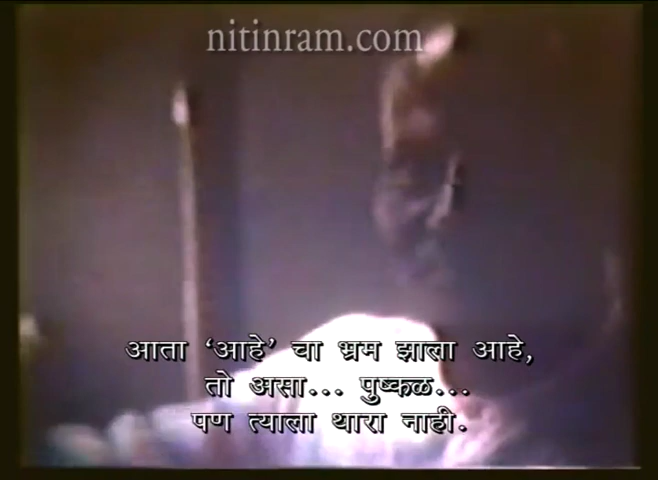 nitinram.com
आता ‘आहे’ चा भ्रम झाला आहे,
तो असा... पुष्कळ...
पण त्याला थारा नाही.